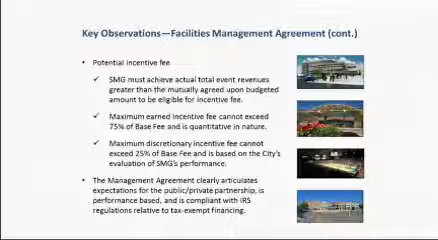 Key Observations—Facilities Management Agreement (cont.)
• Potential incentive fee
✓ SMG must achieve actual total event revenues
greater than the mutually agreed upon budgeted
amount to be eligible for incentive fee.
✓ Maximum earned incentive fee cannot exceed
75% of Base Fee and is quantitative in nature.
✓ Maximum discretionary incentive fee cannot
exceed 25% of Base Fee and is based on the City's
evaluation of SMG's performance.
• The Management Agreement clearly articulates
expectations for the public/private partnership, is
performance based, and is compliant with IRS
regulations relative to tax-exempt financing.